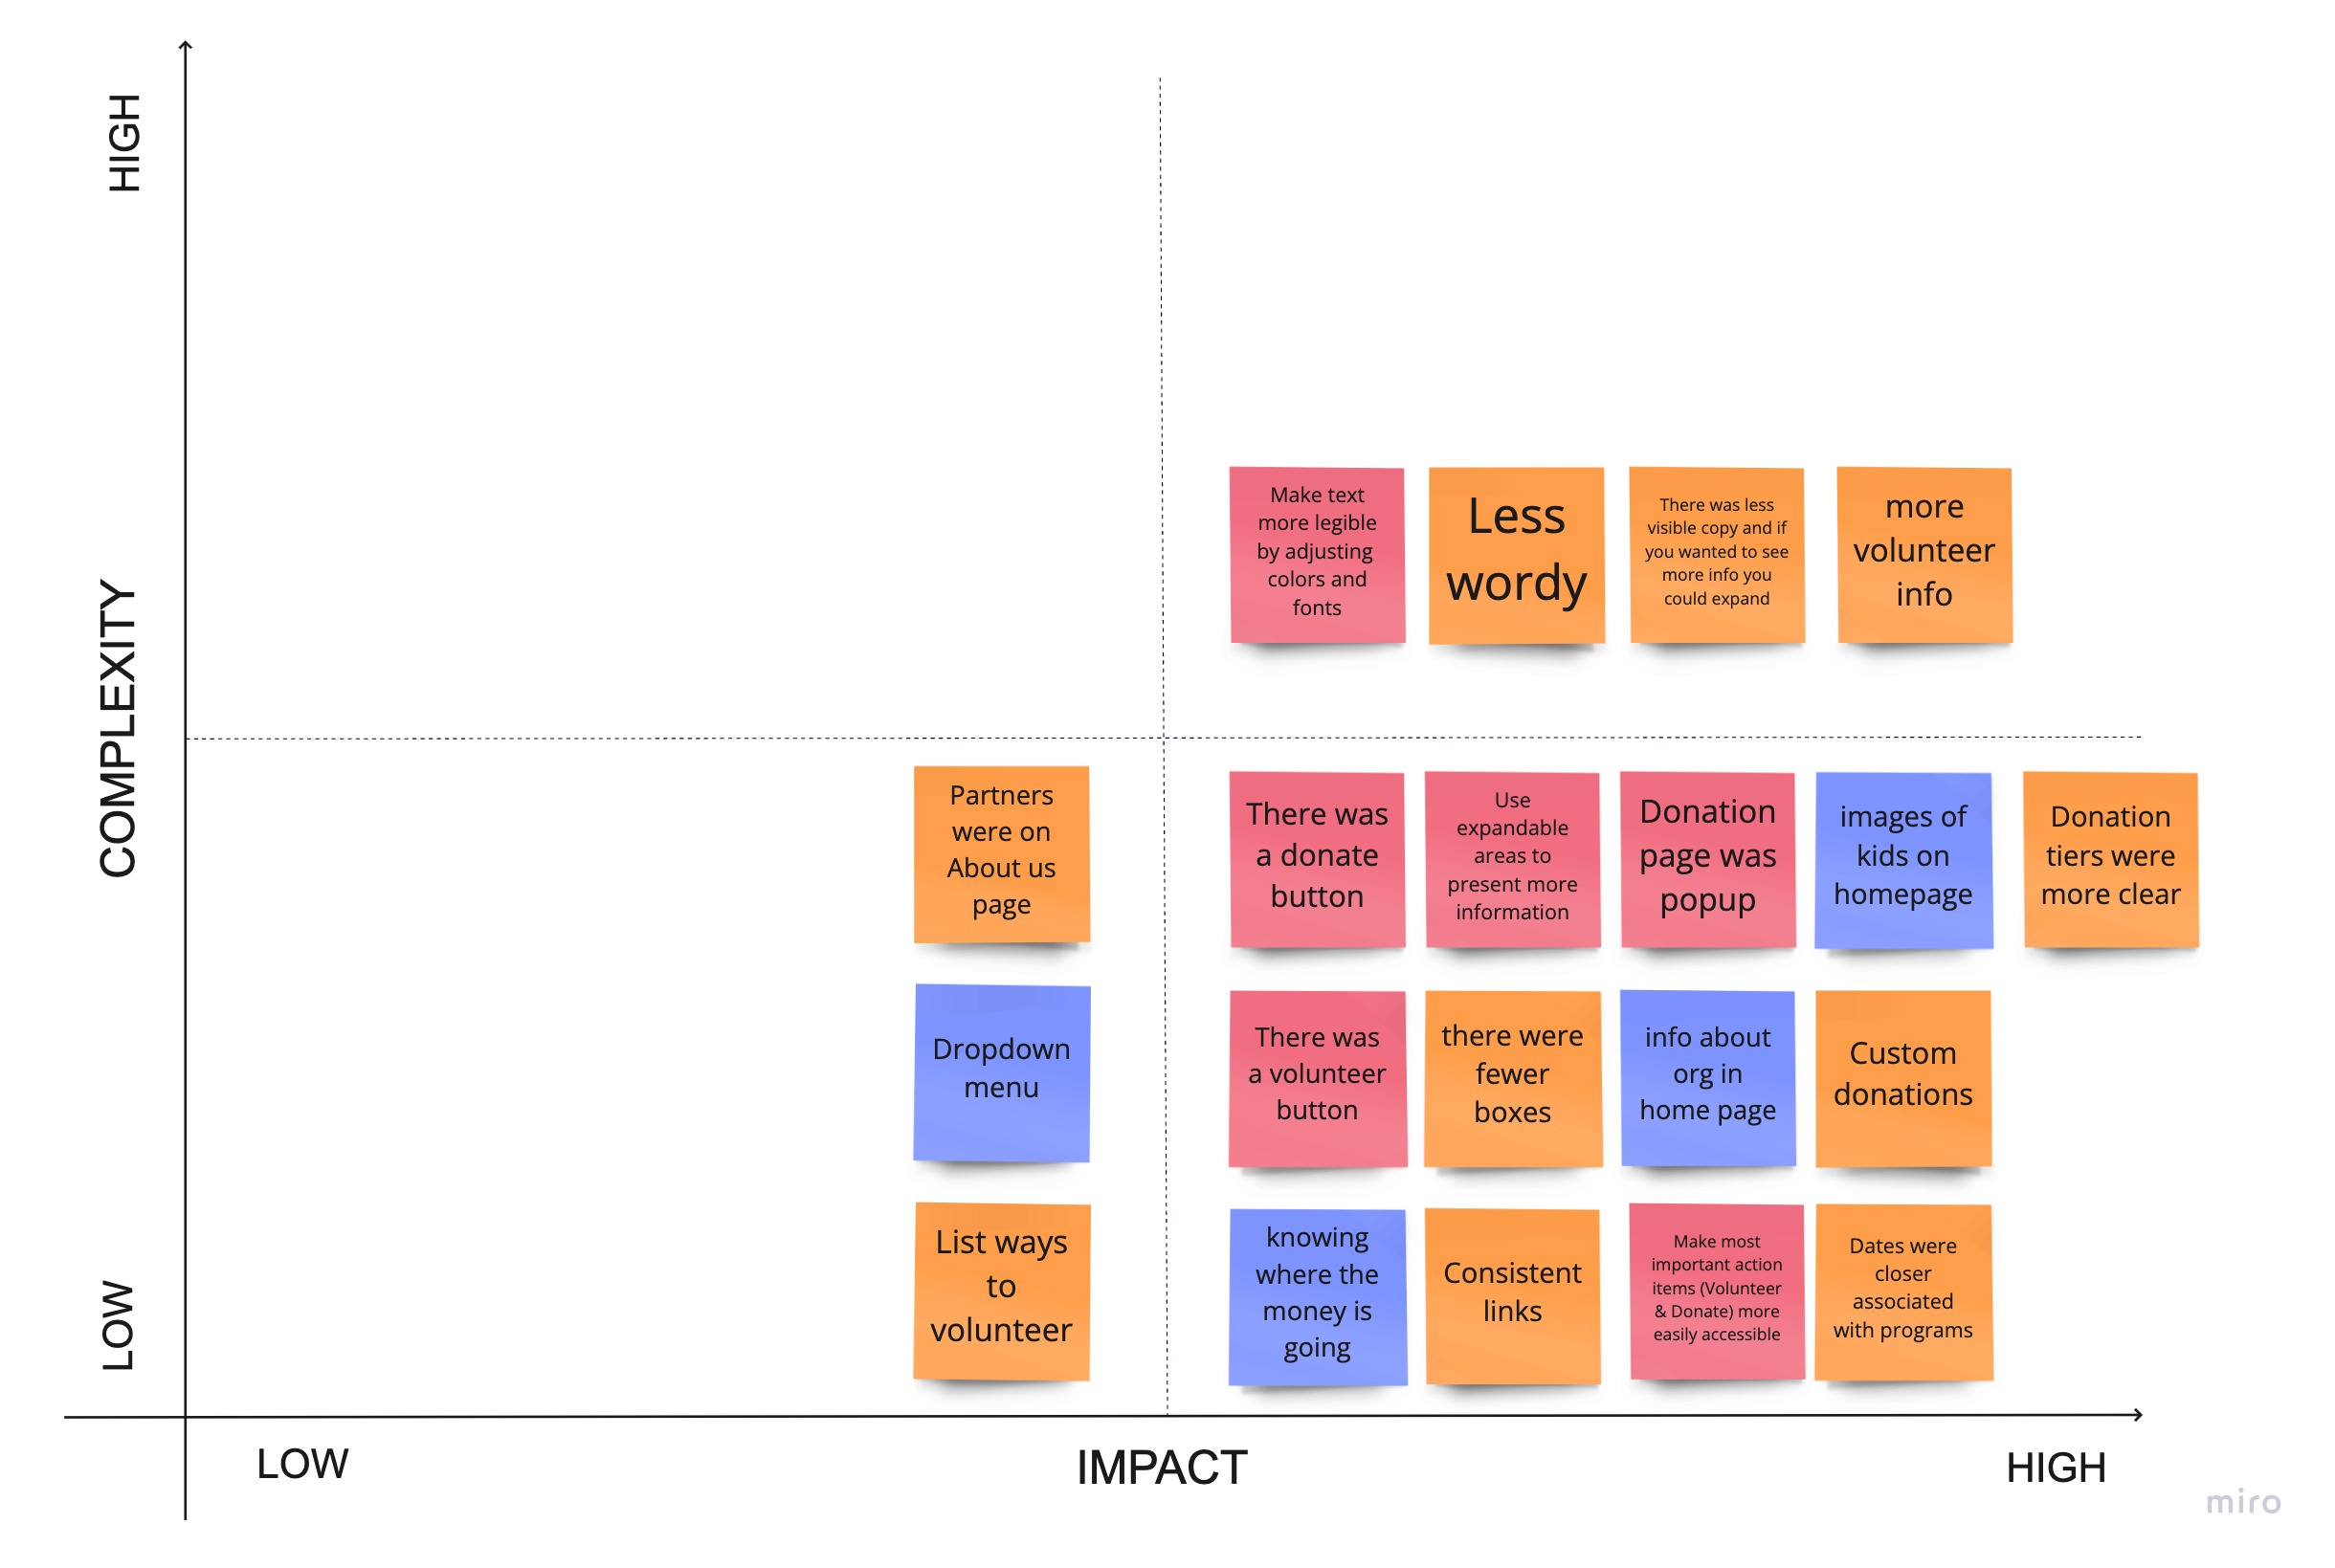 HIGH
Make text
more legible
by adjusting
colors and
fonts
Less
wordy
There was less
visible copy and if
you wanted to see
more info you
could expand
more
volunteer
info
COMPLEXITY
Partners
were on
About us
page
There was
a donate
button
Use
expandable
areas to
present more
information
Donation
page was
popup
images of
kids on
homepage
Donation
tiers were
more clear
Dropdown
menu
There was
a volunteer
button
there were
fewer
boxes
info about
org in
home page
Custom
donations
List ways
to
volunteer
knowing
where the
money is
going
Consistent
links
Make most
important action
items (Volunteer
& Donate) more
easily accessible
Dates were
closer
associated
with programs
LOW
LOW
IMPACT
HIGH
miro